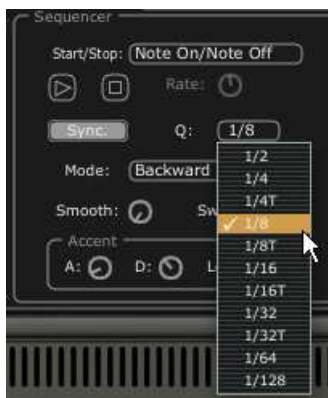 Sequencer
Start/Stop: Note On/Note Off
Rate:
Sync. Q: 1/8
Mode: Backward
Smooth: Sw
Accent
A: D: L
1/2
1/4
1/4T
✓ 1/8
1/8T
1/16
1/16T
1/32
1/32T
1/64
1/128